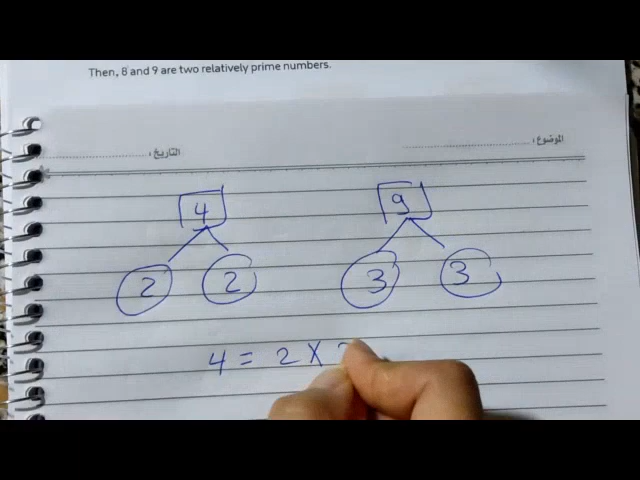 Then, 8 and 9 are two relatively prime numbers.
التاريخ : الموضوع :
4 9
2 2 3 3
4 = 2 X